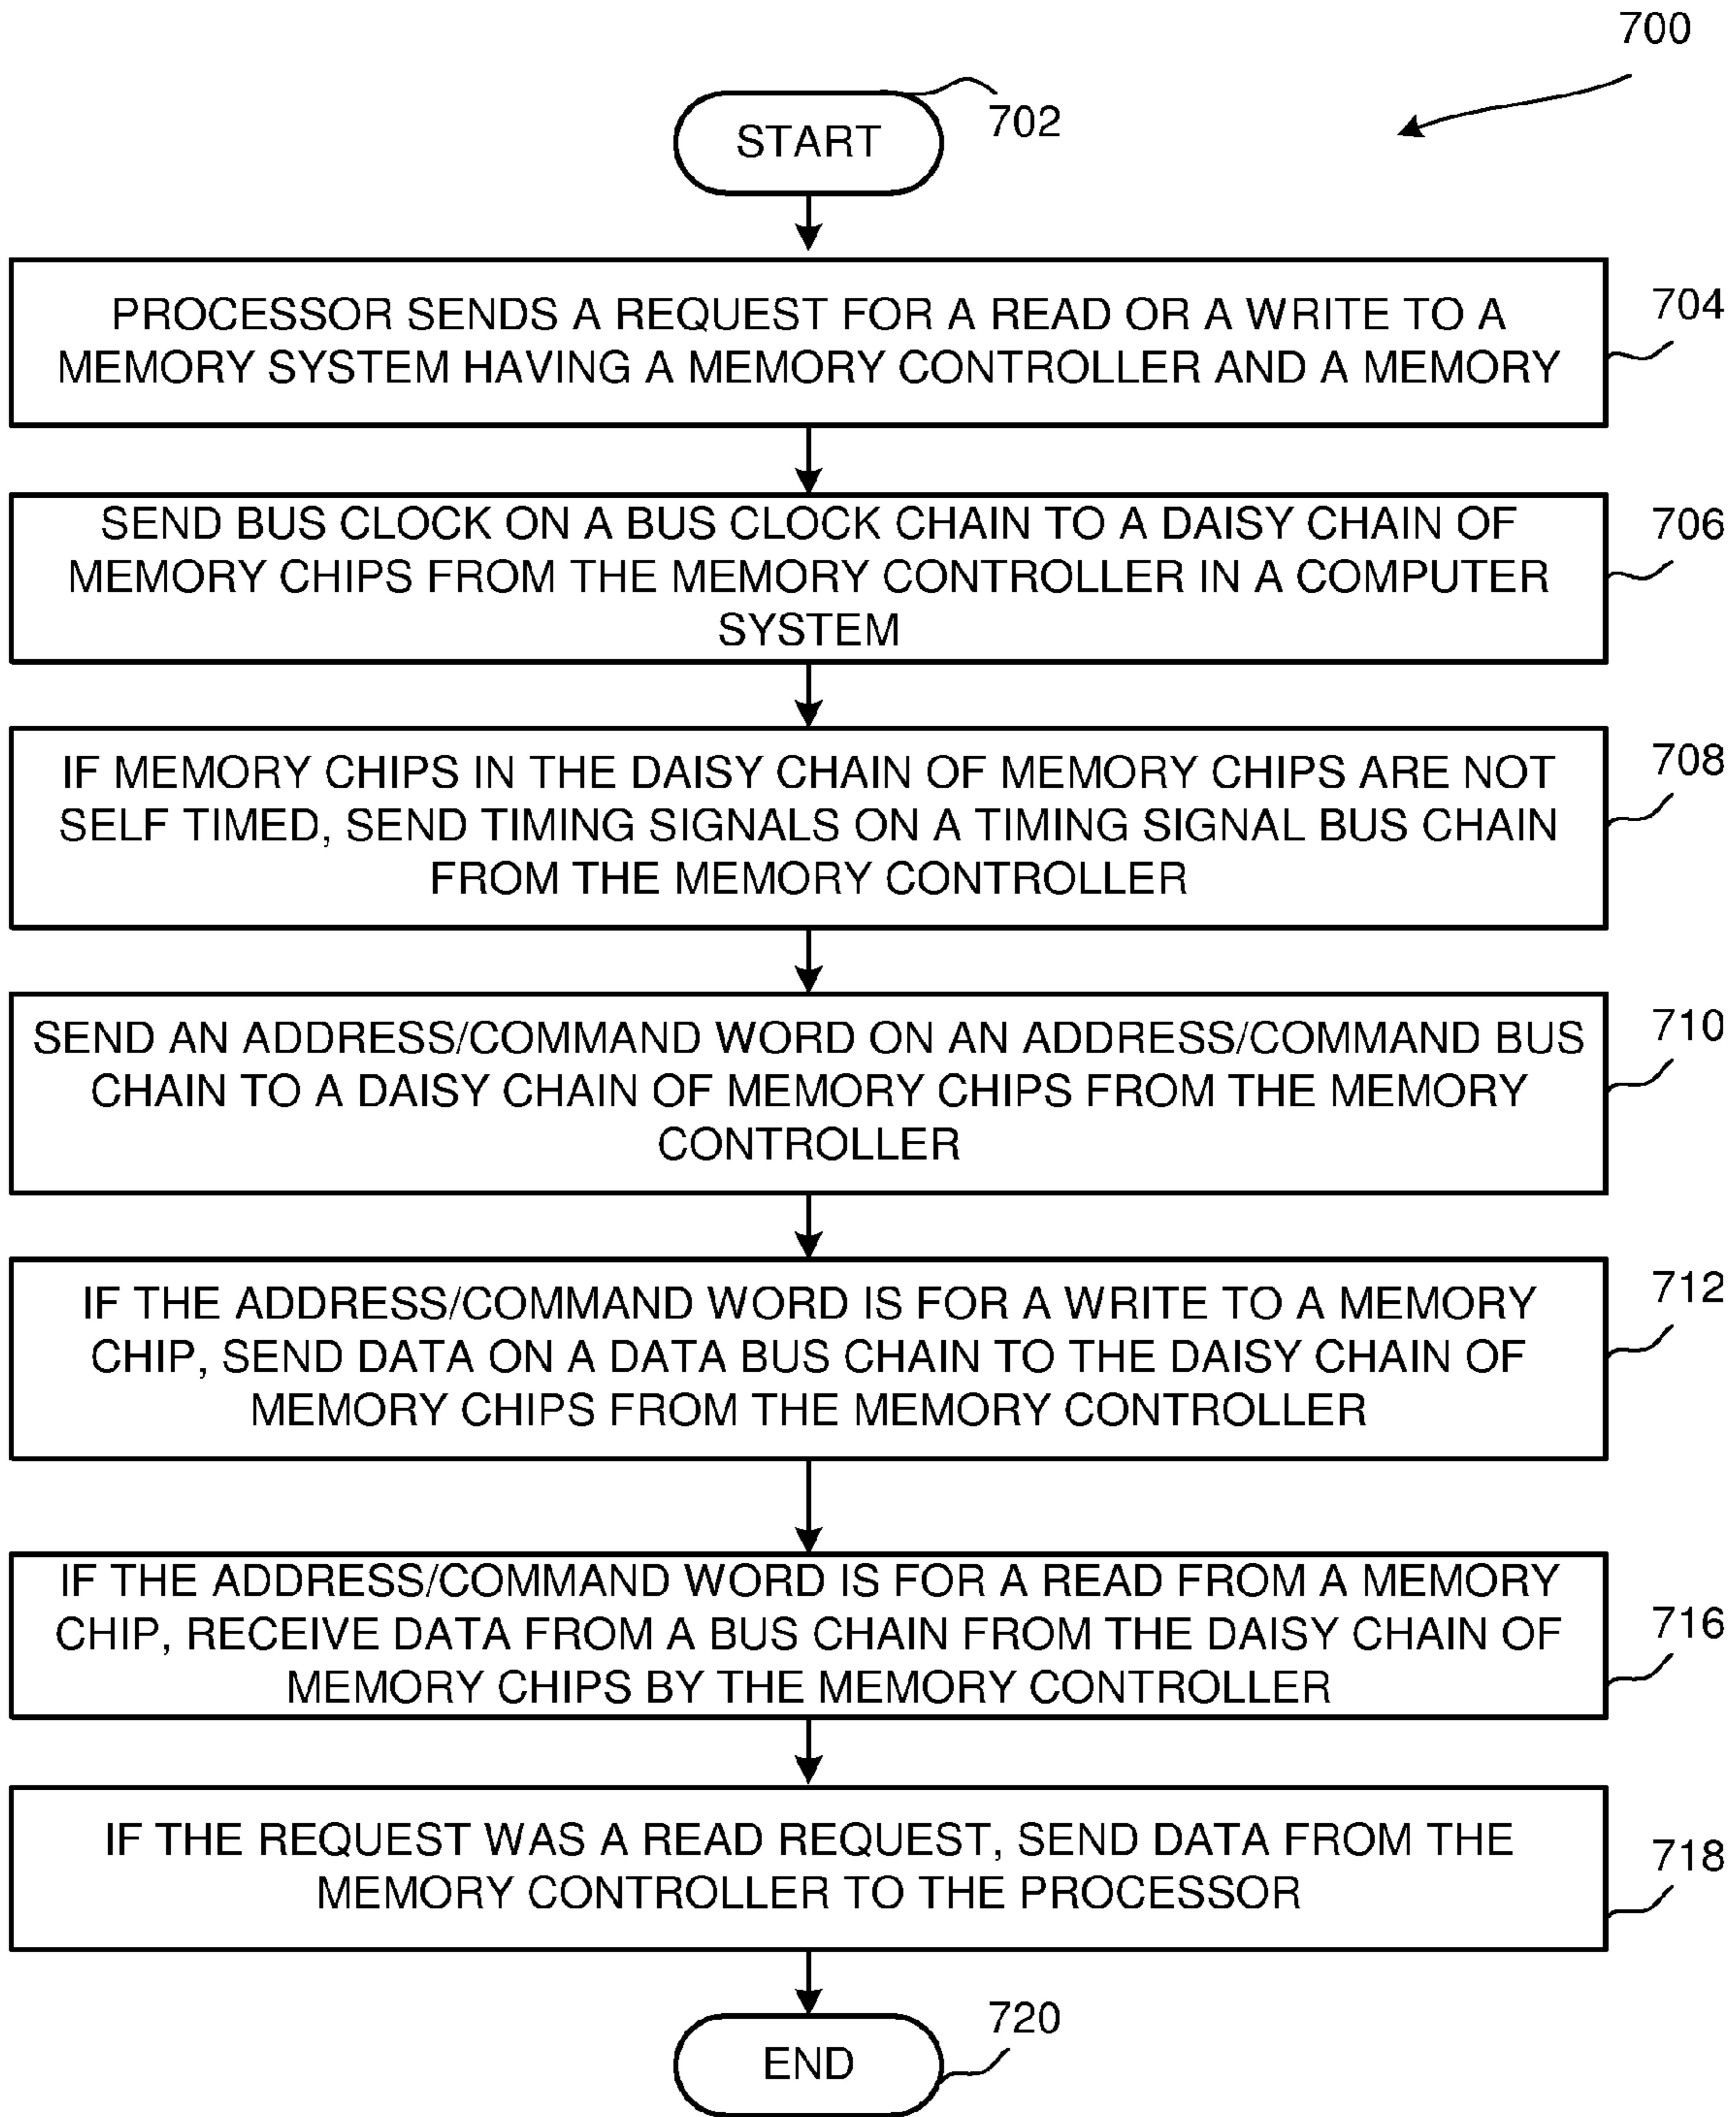 700
START
702
PROCESSOR SENDS A REQUEST FOR A READ OR A WRITE TO A
MEMORY SYSTEM HAVING A MEMORY CONTROLLER AND A MEMORY
704
SEND BUS CLOCK ON A BUS CLOCK CHAIN TO A DAISY CHAIN OF
MEMORY CHIPS FROM THE MEMORY CONTROLLER IN A COMPUTER
SYSTEM
706
IF MEMORY CHIPS IN THE DAISY CHAIN OF MEMORY CHIPS ARE NOT
SELF TIMED, SEND TIMING SIGNALS ON A TIMING SIGNAL BUS CHAIN
FROM THE MEMORY CONTROLLER
708
SEND AN ADDRESS/COMMAND WORD ON AN ADDRESS/COMMAND BUS
CHAIN TO A DAISY CHAIN OF MEMORY CHIPS FROM THE MEMORY
CONTROLLER
710
IF THE ADDRESS/COMMAND WORD IS FOR A WRITE TO A MEMORY
CHIP, SEND DATA ON A DATA BUS CHAIN TO THE DAISY CHAIN OF
MEMORY CHIPS FROM THE MEMORY CONTROLLER
712
IF THE ADDRESS/COMMAND WORD IS FOR A READ FROM A MEMORY
CHIP, RECEIVE DATA FROM A BUS CHAIN FROM THE DAISY CHAIN OF
MEMORY CHIPS BY THE MEMORY CONTROLLER
716
IF THE REQUEST WAS A READ REQUEST, SEND DATA FROM THE
MEMORY CONTROLLER TO THE PROCESSOR
718
END
720